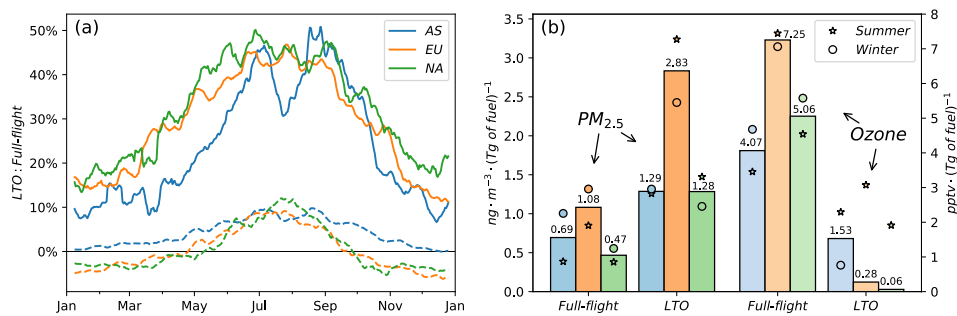 (a)
AS
EU
NA
50%
40%
30%
20%
10%
0%
LTO : Full-flight
Jan
Mar
May
Jul
Sep
Nov
Jan
(b)
Summer
Winter
3.5
3.0
2.5
2.0
1.5
1.0
0.5
0.0
ng · m⁻³ · (Tg of fuel)⁻¹
8
7
6
5
4
3
2
1
0
pptv · (Tg of fuel)⁻¹
PM2.5
Ozone
0.69
1.08
0.47
1.29
2.83
1.28
4.07
7.25
5.06
1.53
0.28
0.06
Full-flight
LTO
Full-flight
LTO